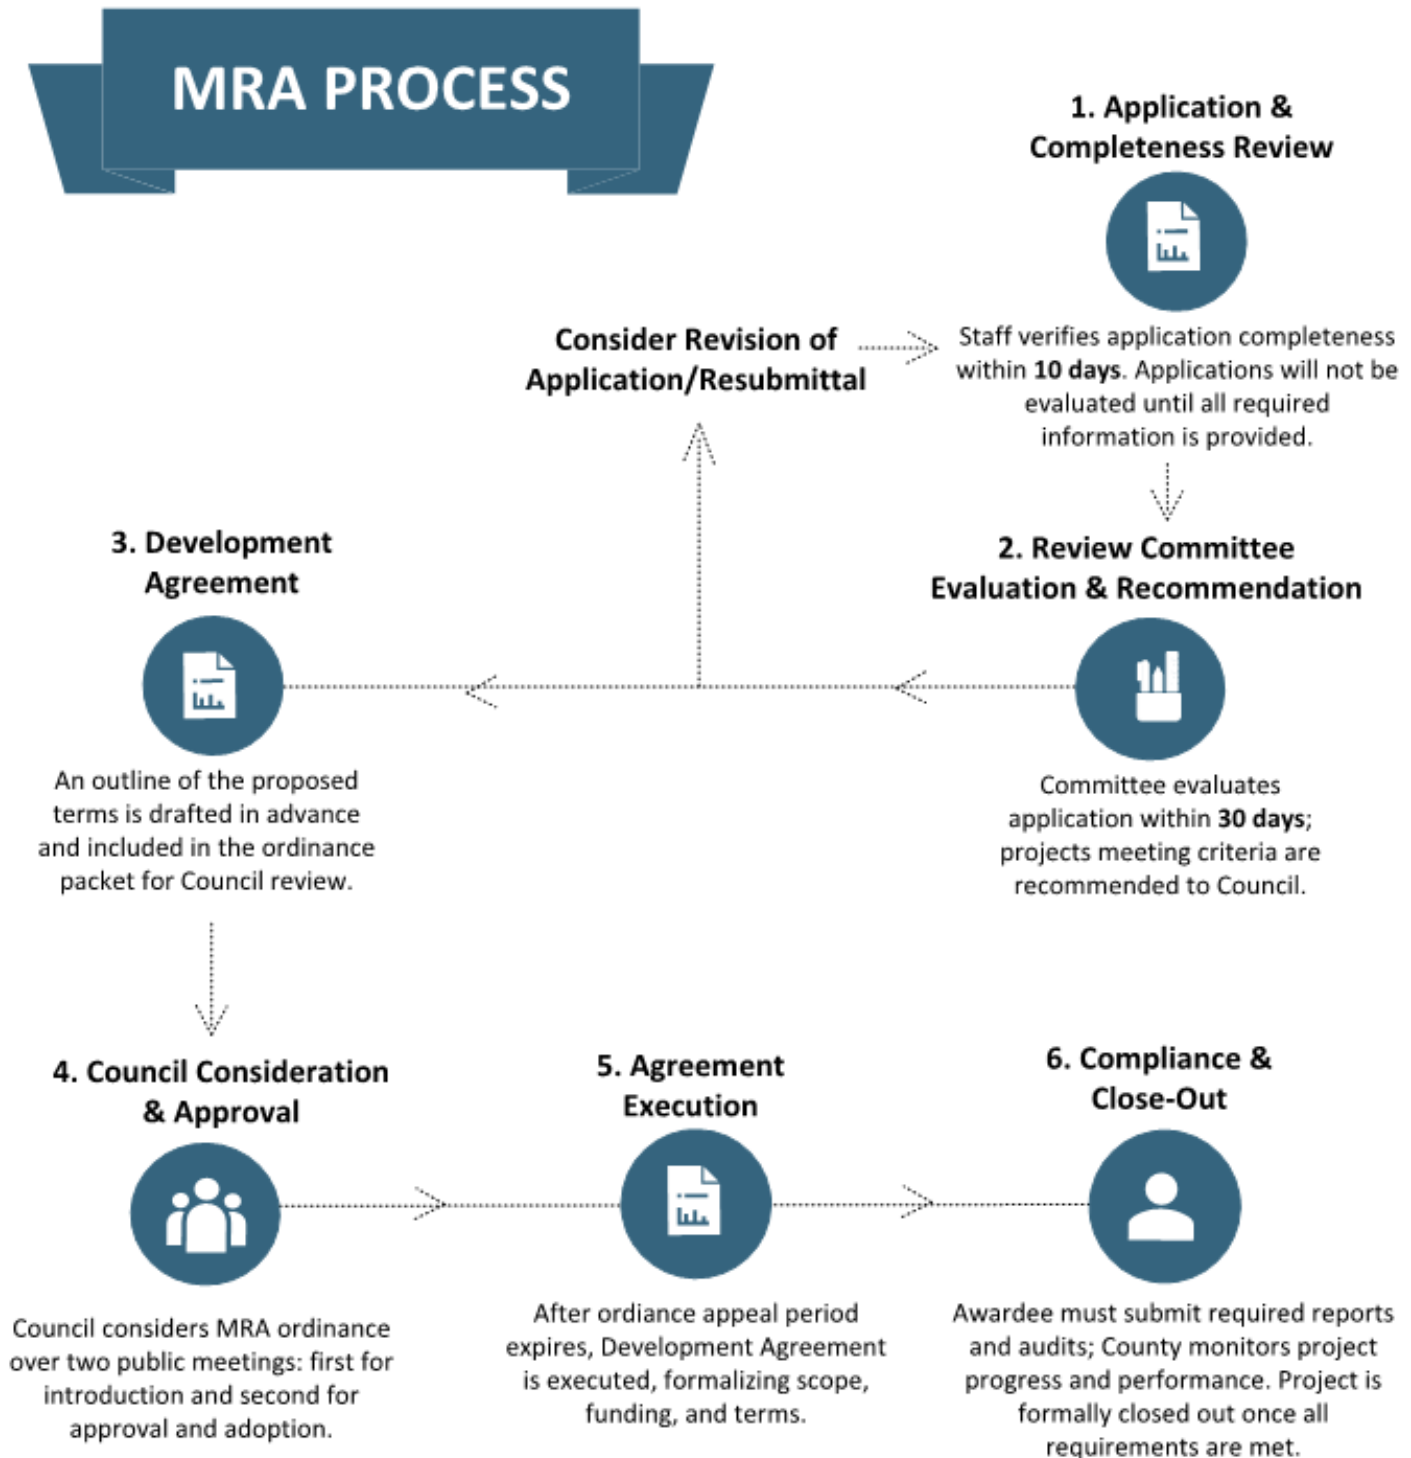 MRA PROCESS
1. Application &
Completeness Review
Staff verifies application completeness
within 10 days. Applications will not be
evaluated until all required
information is provided.
Consider Revision of
Application/Resubmittal
2. Review Committee
Evaluation & Recommendation
Committee evaluates
application within 30 days;
projects meeting criteria are
recommended to Council.
3. Development
Agreement
An outline of the proposed
terms is drafted in advance
and included in the ordinance
packet for Council review.
4. Council Consideration
& Approval
Council considers MRA ordinance
over two public meetings: first for
introduction and second for
approval and adoption.
5. Agreement
Execution
After ordiance appeal period
expires, Development Agreement
is executed, formalizing scope,
funding, and terms.
6. Compliance &
Close-Out
Awardee must submit required reports
and audits; County monitors project
progress and performance. Project is
formally closed out once all
requirements are met.